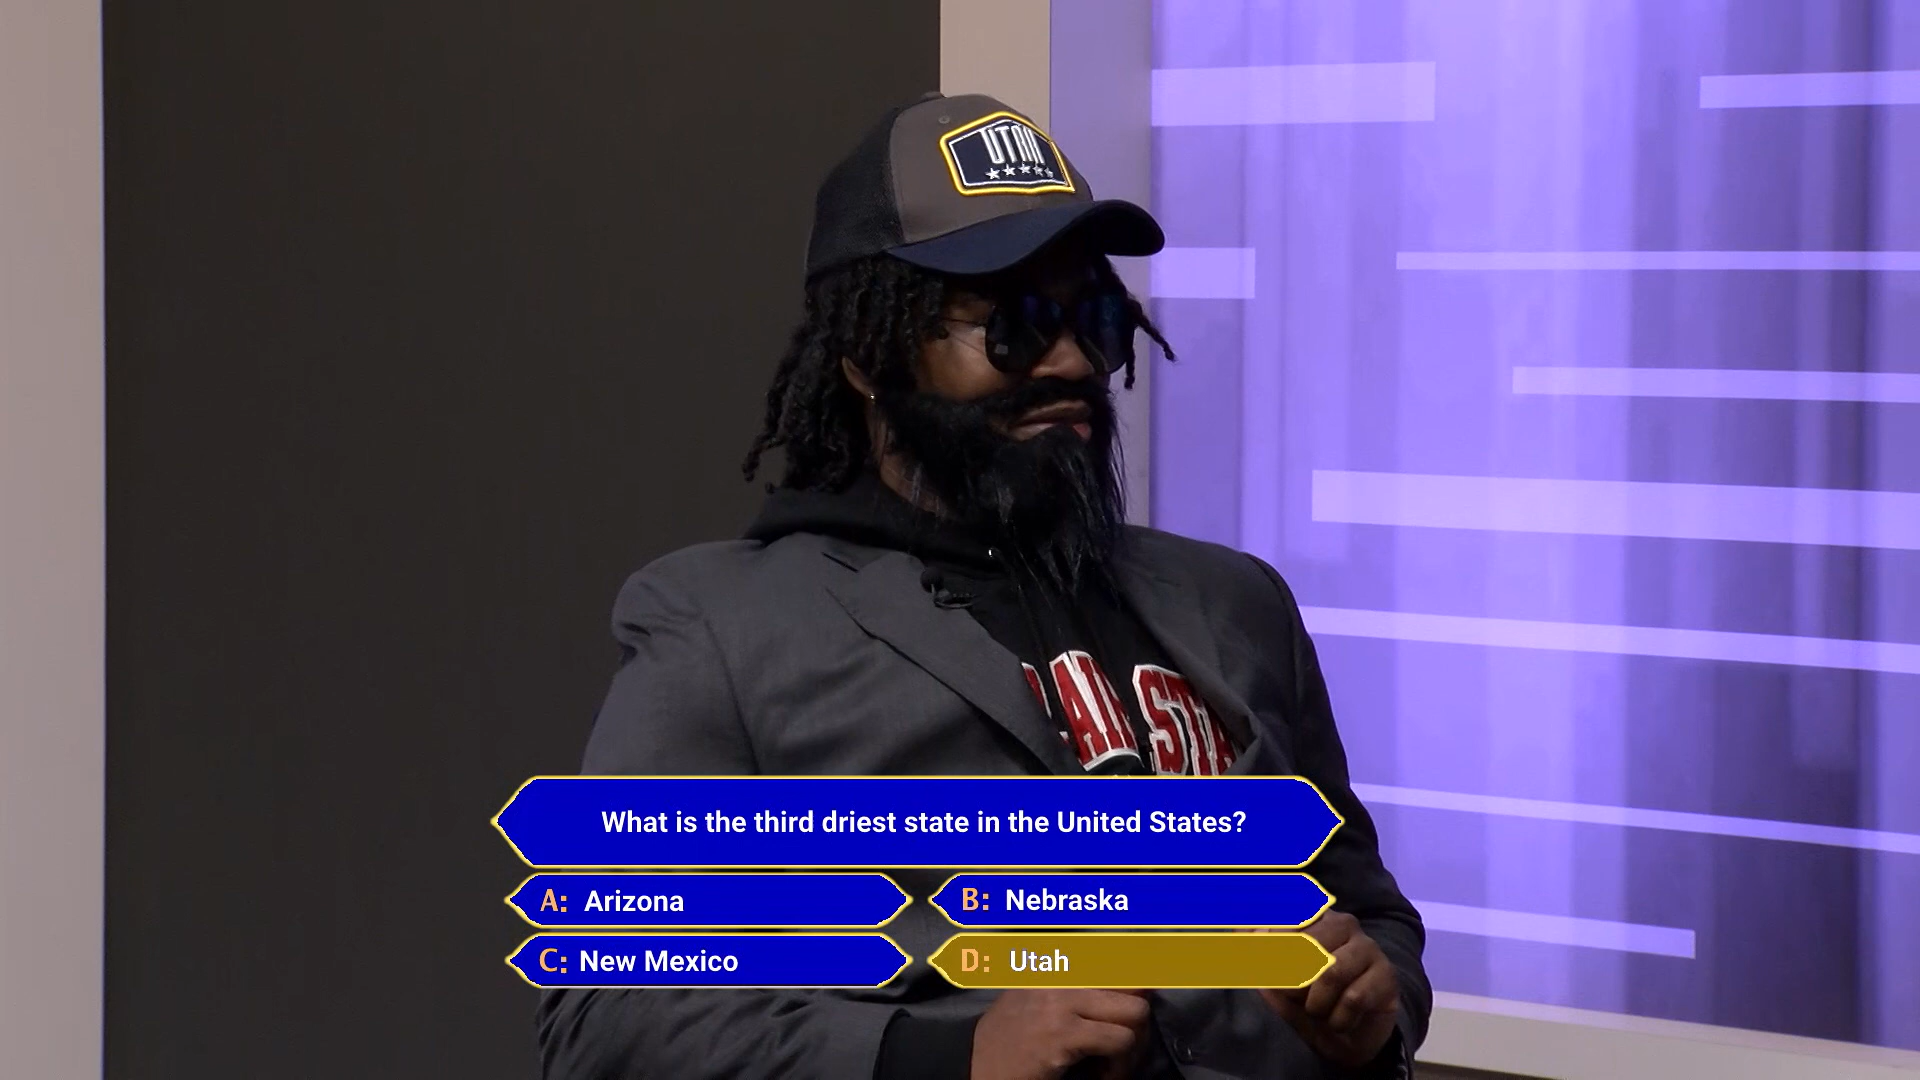 UTAH
What is the third driest state in the United States?
A: Arizona
B: Nebraska
C: New Mexico
D: Utah